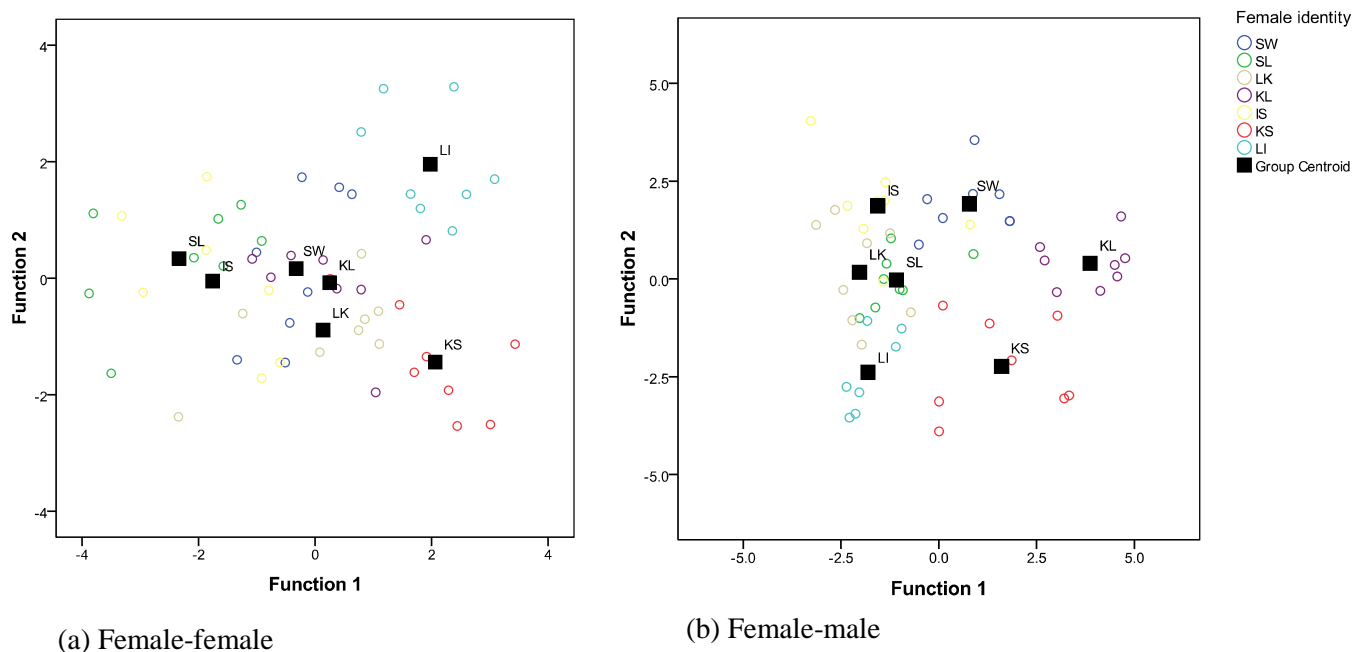 4
2
0
-2
-4
Function 2
LI
SL
IS
SW
KL
LK
KS
-4
-2
0
2
4
Function 1
(a) Female-female
5.0
2.5
0.0
-2.5
-5.0
Function 2
IS
SW
KL
LK
SL
LI
KS
-5.0
-2.5
0.0
2.5
5.0
Function 1
(b) Female-male
Female identity
SW
SL
LK
KL
IS
KS
LI
Group Centroid